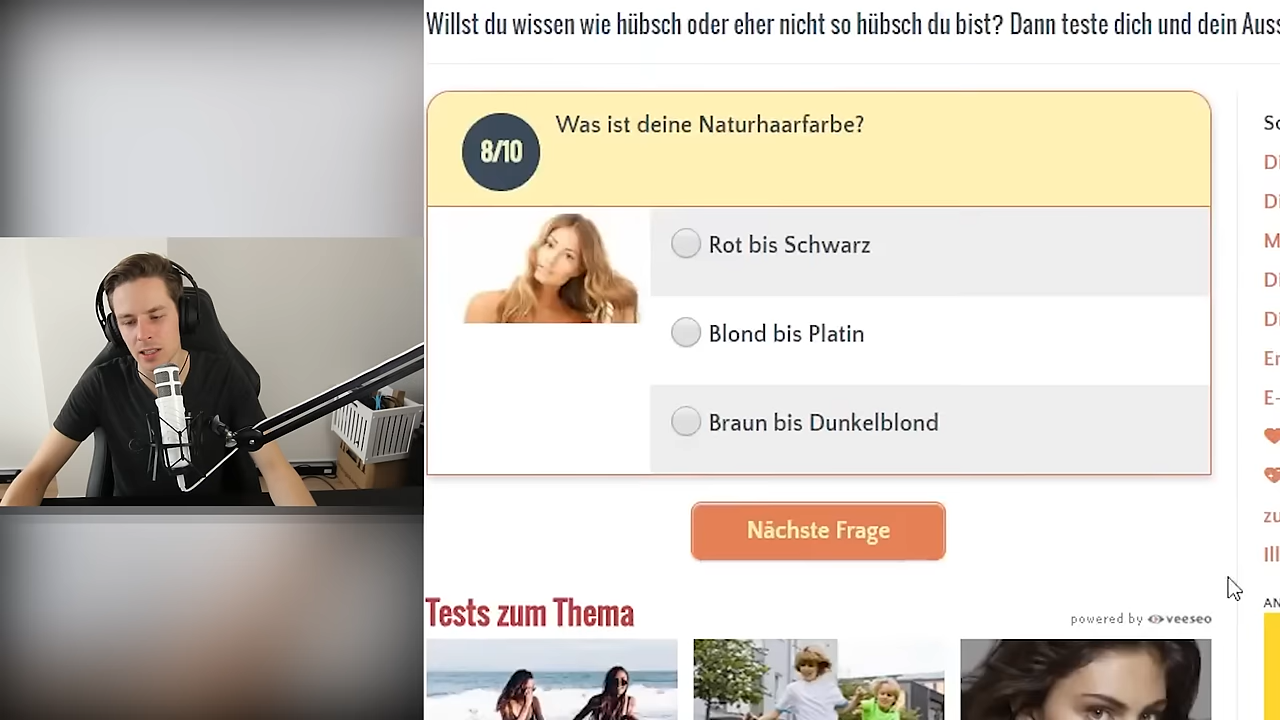 Willst du wissen wie hübsch oder eher nicht so hübsch du bist? Dann teste dich und dein
8/10
Was ist deine Naturhaarfarbe?
Rot bis Schwarz
Blond bis Platin
Braun bis Dunkelblond
Nächste Frage
Tests zum Thema
powered by veeseo